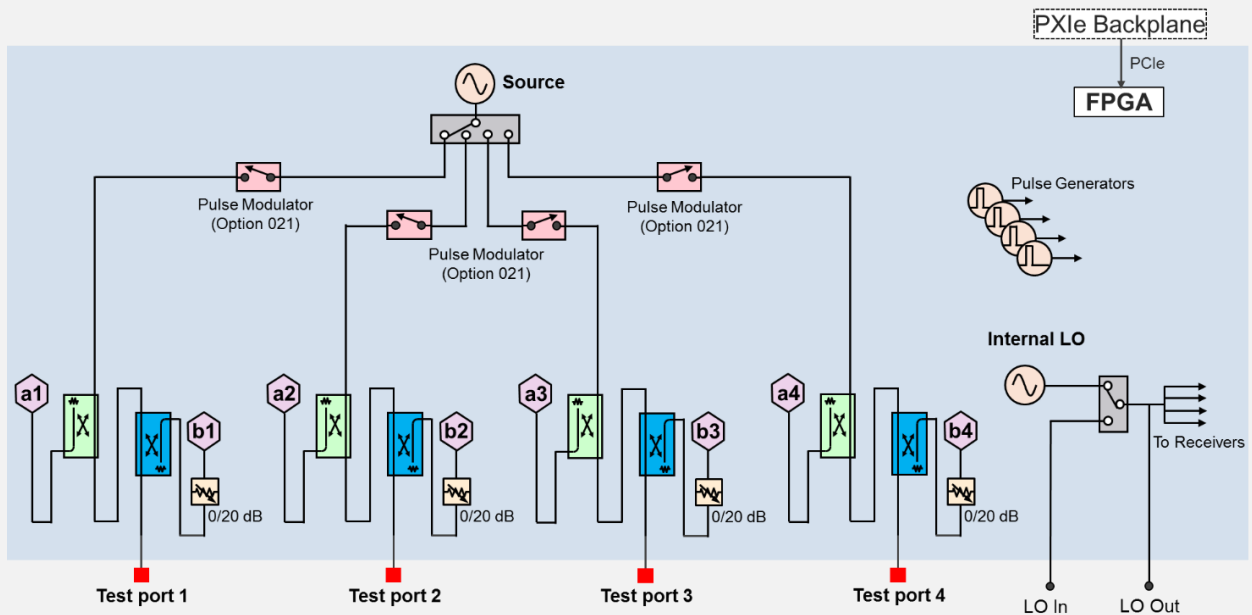 PXIe Backplane
PCIe
FPGA
Source
Pulse Modulator
(Option 021)
Pulse Modulator
(Option 021)
Pulse Modulator
(Option 021)
Pulse Generators
Internal LO
To Receivers
a1
b1
0/20 dB
a2
b2
0/20 dB
a3
b3
0/20 dB
a4
b4
0/20 dB
Test port 1
Test port 2
Test port 3
Test port 4
LO In
LO Out